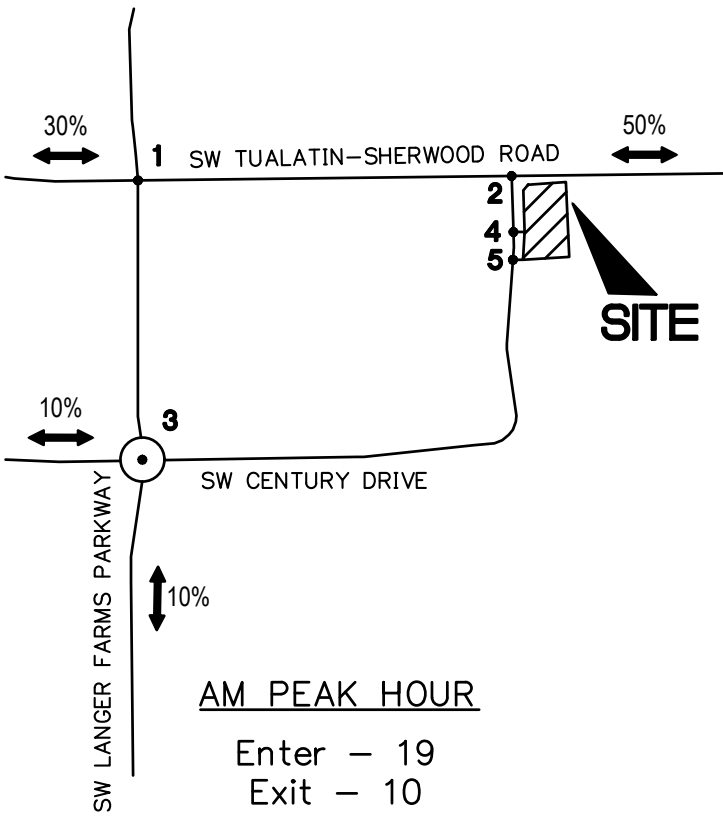 30%
50%
1
SW TUALATIN-SHERWOOD ROAD
2
4
5
SITE
10%
3
SW CENTURY DRIVE
SW LANGER FARMS PARKWAY
10%
AM PEAK HOUR
Enter - 19
Exit - 10